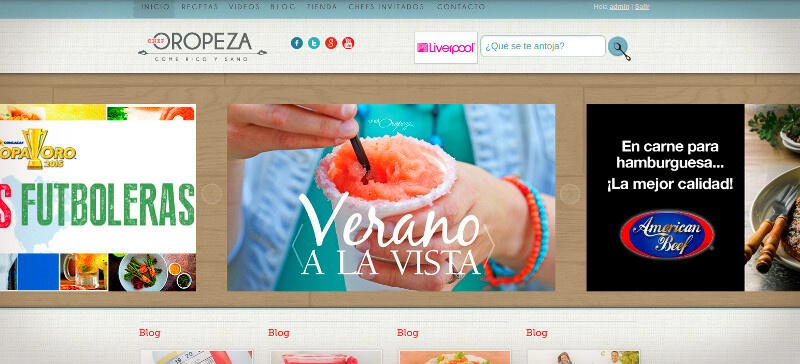 INICIO RECETAS VIDEOS BLOG TIENDA CHEFS INVITADOS CONTACTO
Hola admin | Salir
CHEF OROPEZA
COME RICO Y SANO
Liverpool
¿Qué se te antoja?
COPA ORO
2015
S FUTBOLERAS
chef Oropeza
Verano
A LA VISTA
En carne para
hamburguesa...
¡La mejor calidad!
American
Beef
Blog Blog Blog Blog